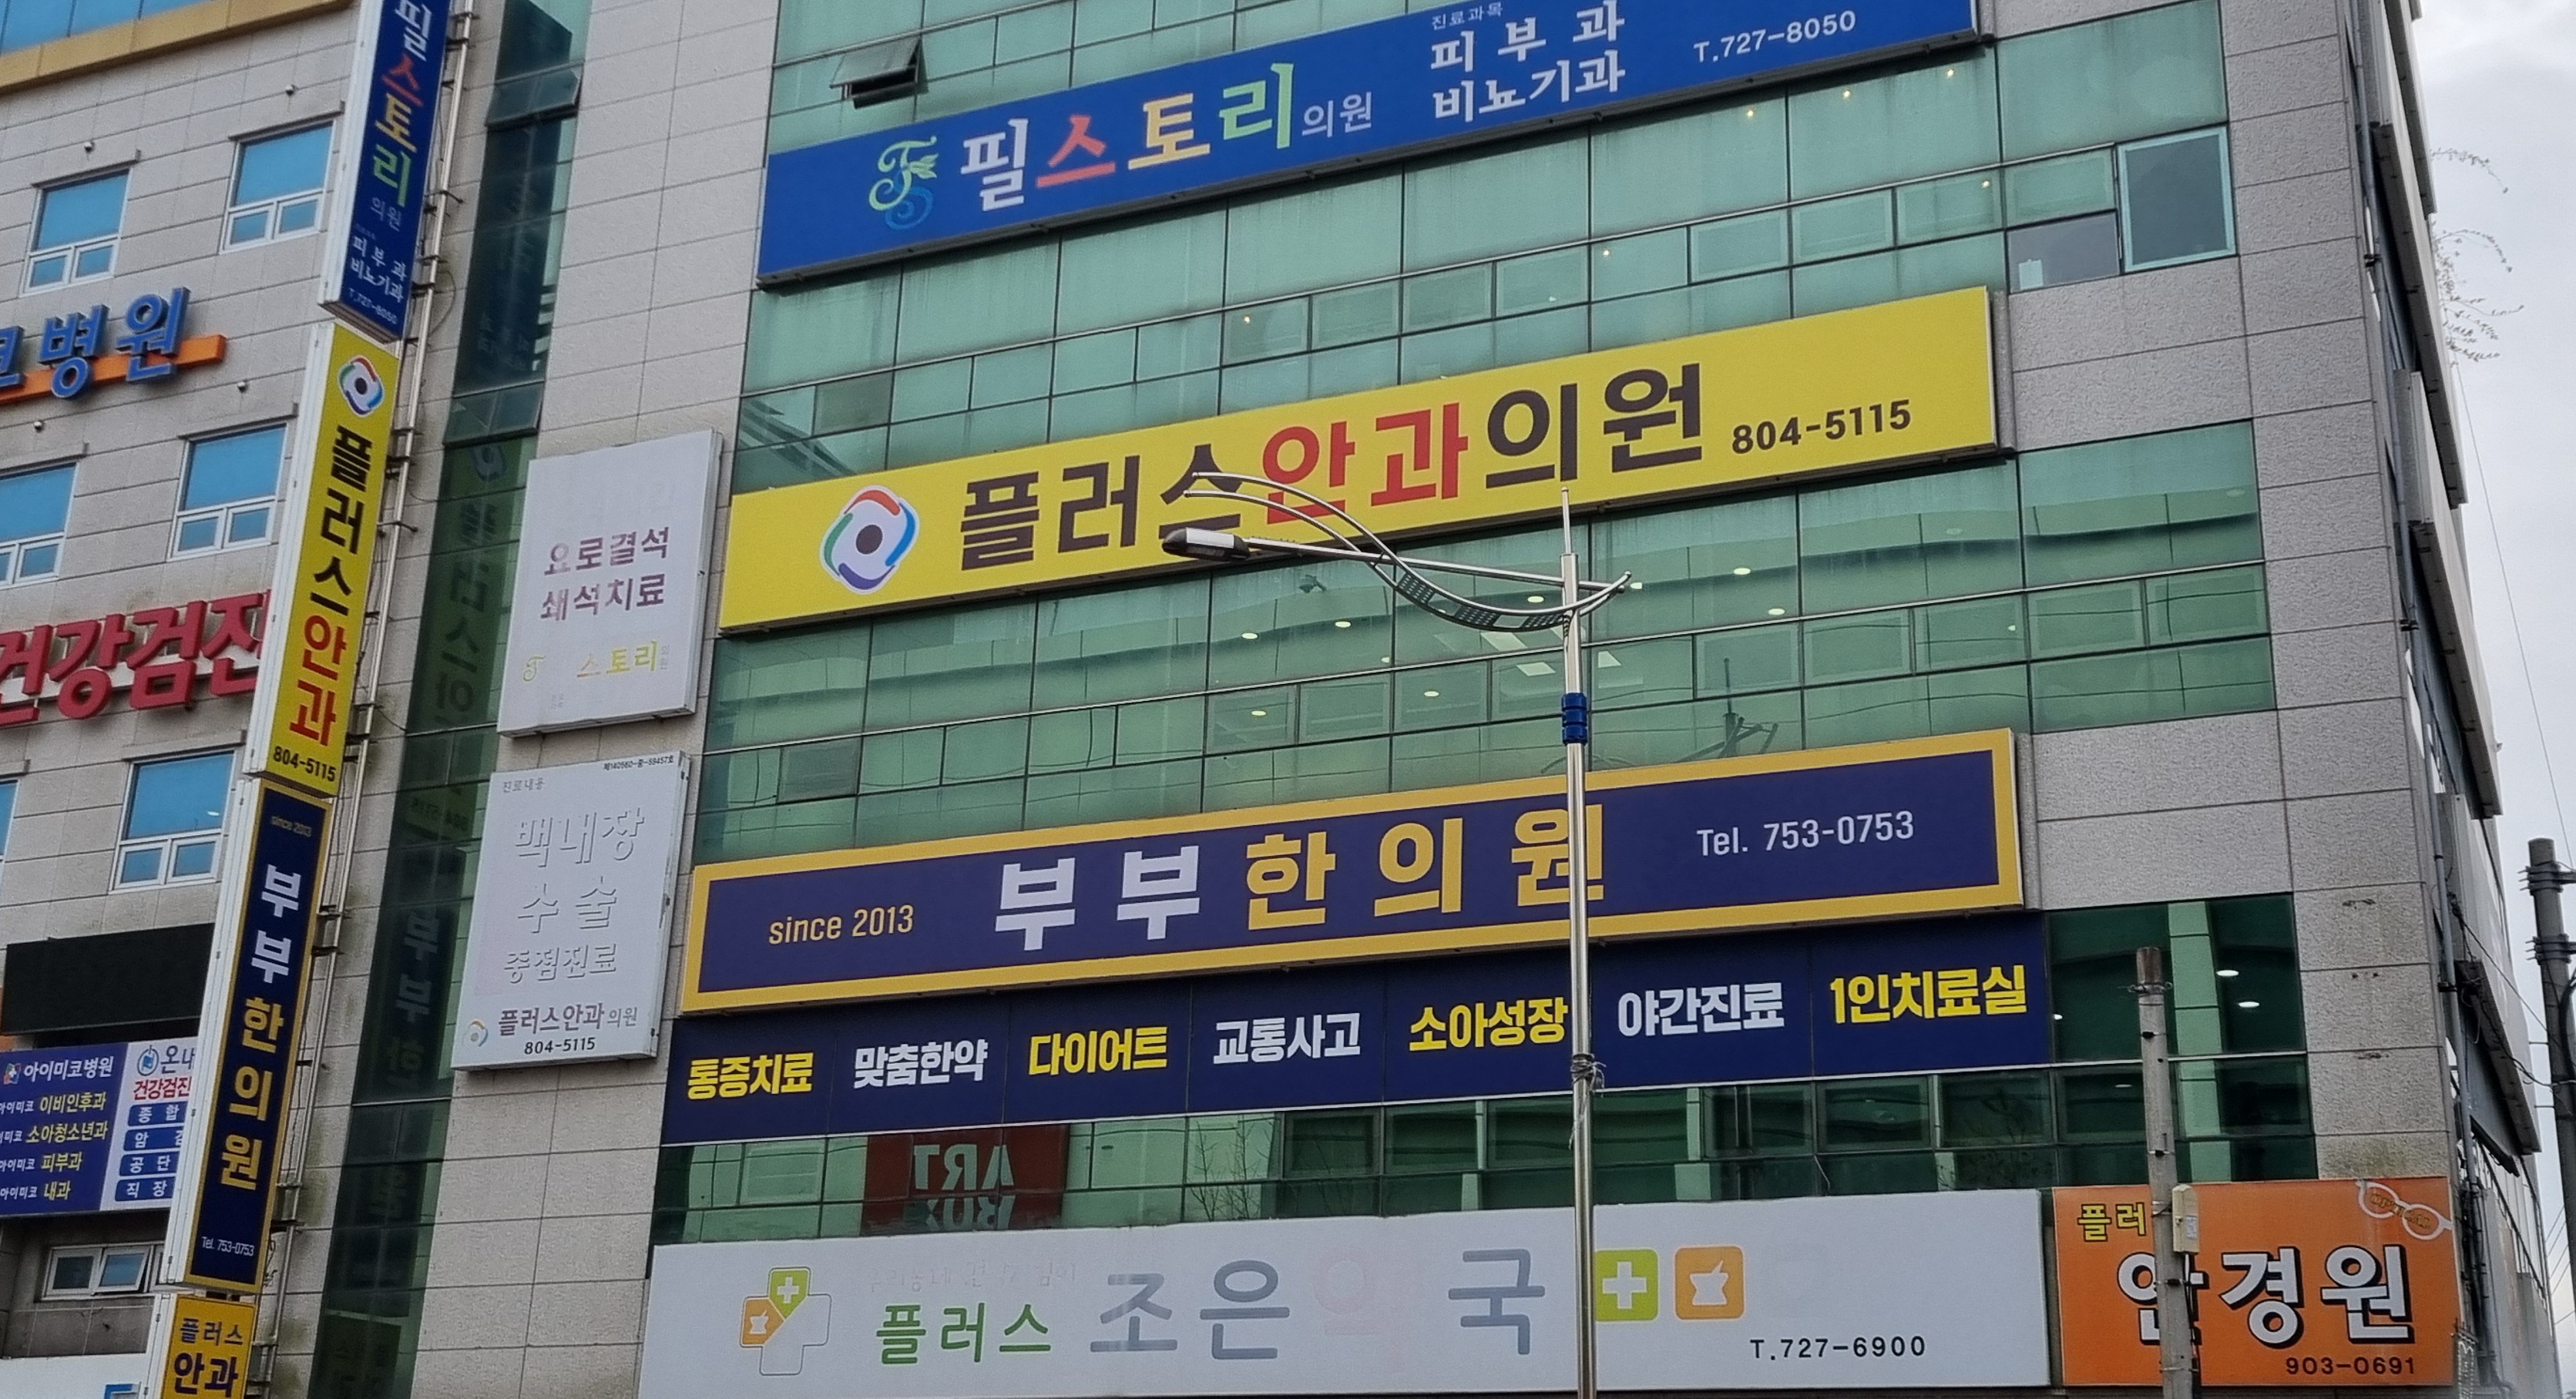 필스토리의원
진료과목
피부과
비뇨기과
T.727-8050
필스토리
의원
피부과
비뇨기과
T.727-8050
병원
플러스안과의원 804-5115
플러스안과
804-5115
건강검진
요로결석
쇄석치료
스토리
진료내용
백내장
수술
중점진료
플러스안과의원
804-5115
since 2013 부부한의원 Tel. 753-0753
통증치료 맞춤한약 다이어트 교통사고 소아성장 야간진료 1인치료실
since 2013
부부한의원
Tel. 753-0753
아이미코병원
아이미코 이비인후과
미코 소아청소년과
아이미코 피부과
아이미코 내과
온내
건강검진
종합
암
공단
직장
ART
BOX
플러스 조은약국
T.727-6900
플러
안경원
903-0691
플러스
안과